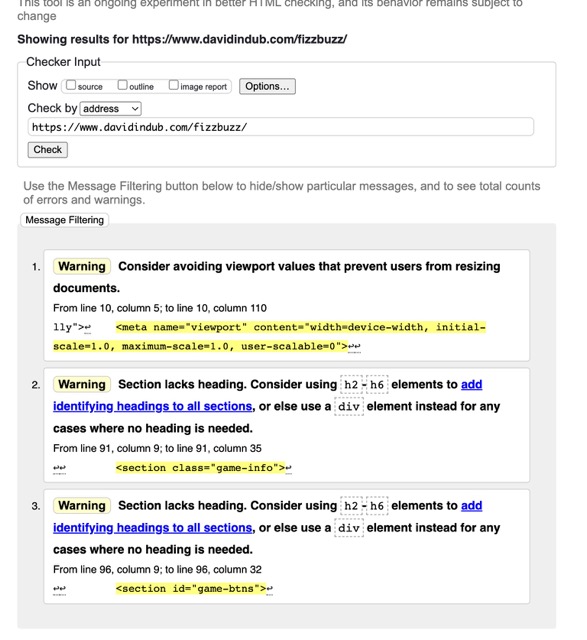 This tool is an ongoing experiment in better HTML checking, and its behavior remains subject to
change
Showing results for https://www.davidindub.com/fizzbuzz/
Checker Input
Show source outline image report Options...
Check by address
https://www.davidindub.com/fizzbuzz/
Check
Use the Message Filtering button below to hide/show particular messages, and to see total counts
of errors and warnings.
Message Filtering
1. Warning Consider avoiding viewport values that prevent users from resizing
documents.
From line 10, column 5; to line 10, column 110
lly">↩ <meta name="viewport" content="width=device-width, initial-
scale=1.0, maximum-scale=1.0, user-scalable=0">↩↩
2. Warning Section lacks heading. Consider using h2-h6 elements to add
identifying headings to all sections, or else use a div element instead for any
cases where no heading is needed.
From line 91, column 9; to line 91, column 35
↩↩ <section class="game-info">↩
3. Warning Section lacks heading. Consider using h2-h6 elements to add
identifying headings to all sections, or else use a div element instead for any
cases where no heading is needed.
From line 96, column 9; to line 96, column 32
↩↩ <section id="game-btns">↩